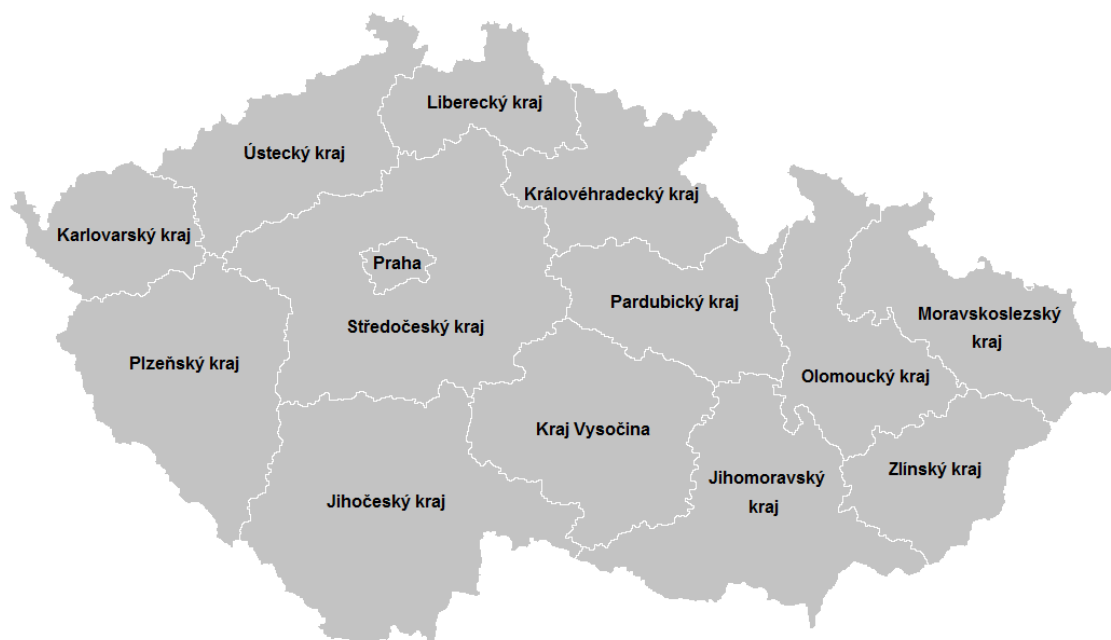 Liberecký kraj
Ústecký kraj
Královéhradecký kraj
Karlovarský kraj
Praha
Pardubický kraj
Moravskoslezský
kraj
Středočeský kraj
Plzeňský kraj
Olomoucký kraj
Kraj Vysočina
Zlínský kraj
Jihomoravský
kraj
Jihočeský kraj